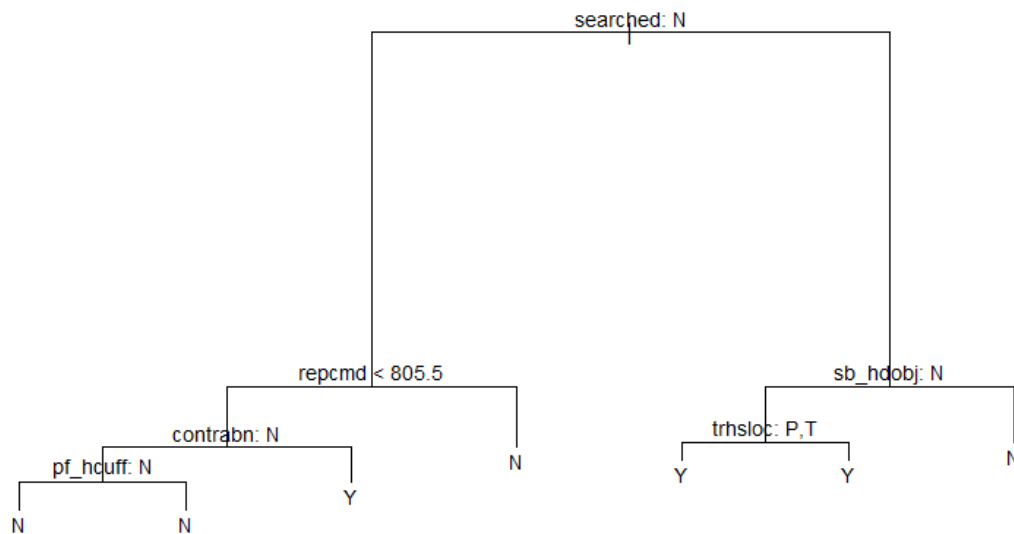 searched: N
repcmd < 805.5
sb_hdobj: N
contrabn: N
trhsloc: P,T
N
N
pf_hcuff: N
Y
Y
Y
N
N